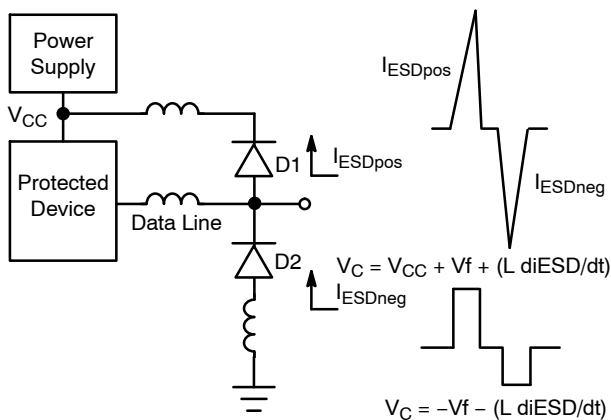 Power
Supply
V_CC
Protected
Device
Data Line
D1
I_ESDpos
D2
I_ESDneg
I_ESDpos
I_ESDneg
V_C = V_CC + Vf + (L diESD/dt)
V_C = −Vf − (L diESD/dt)